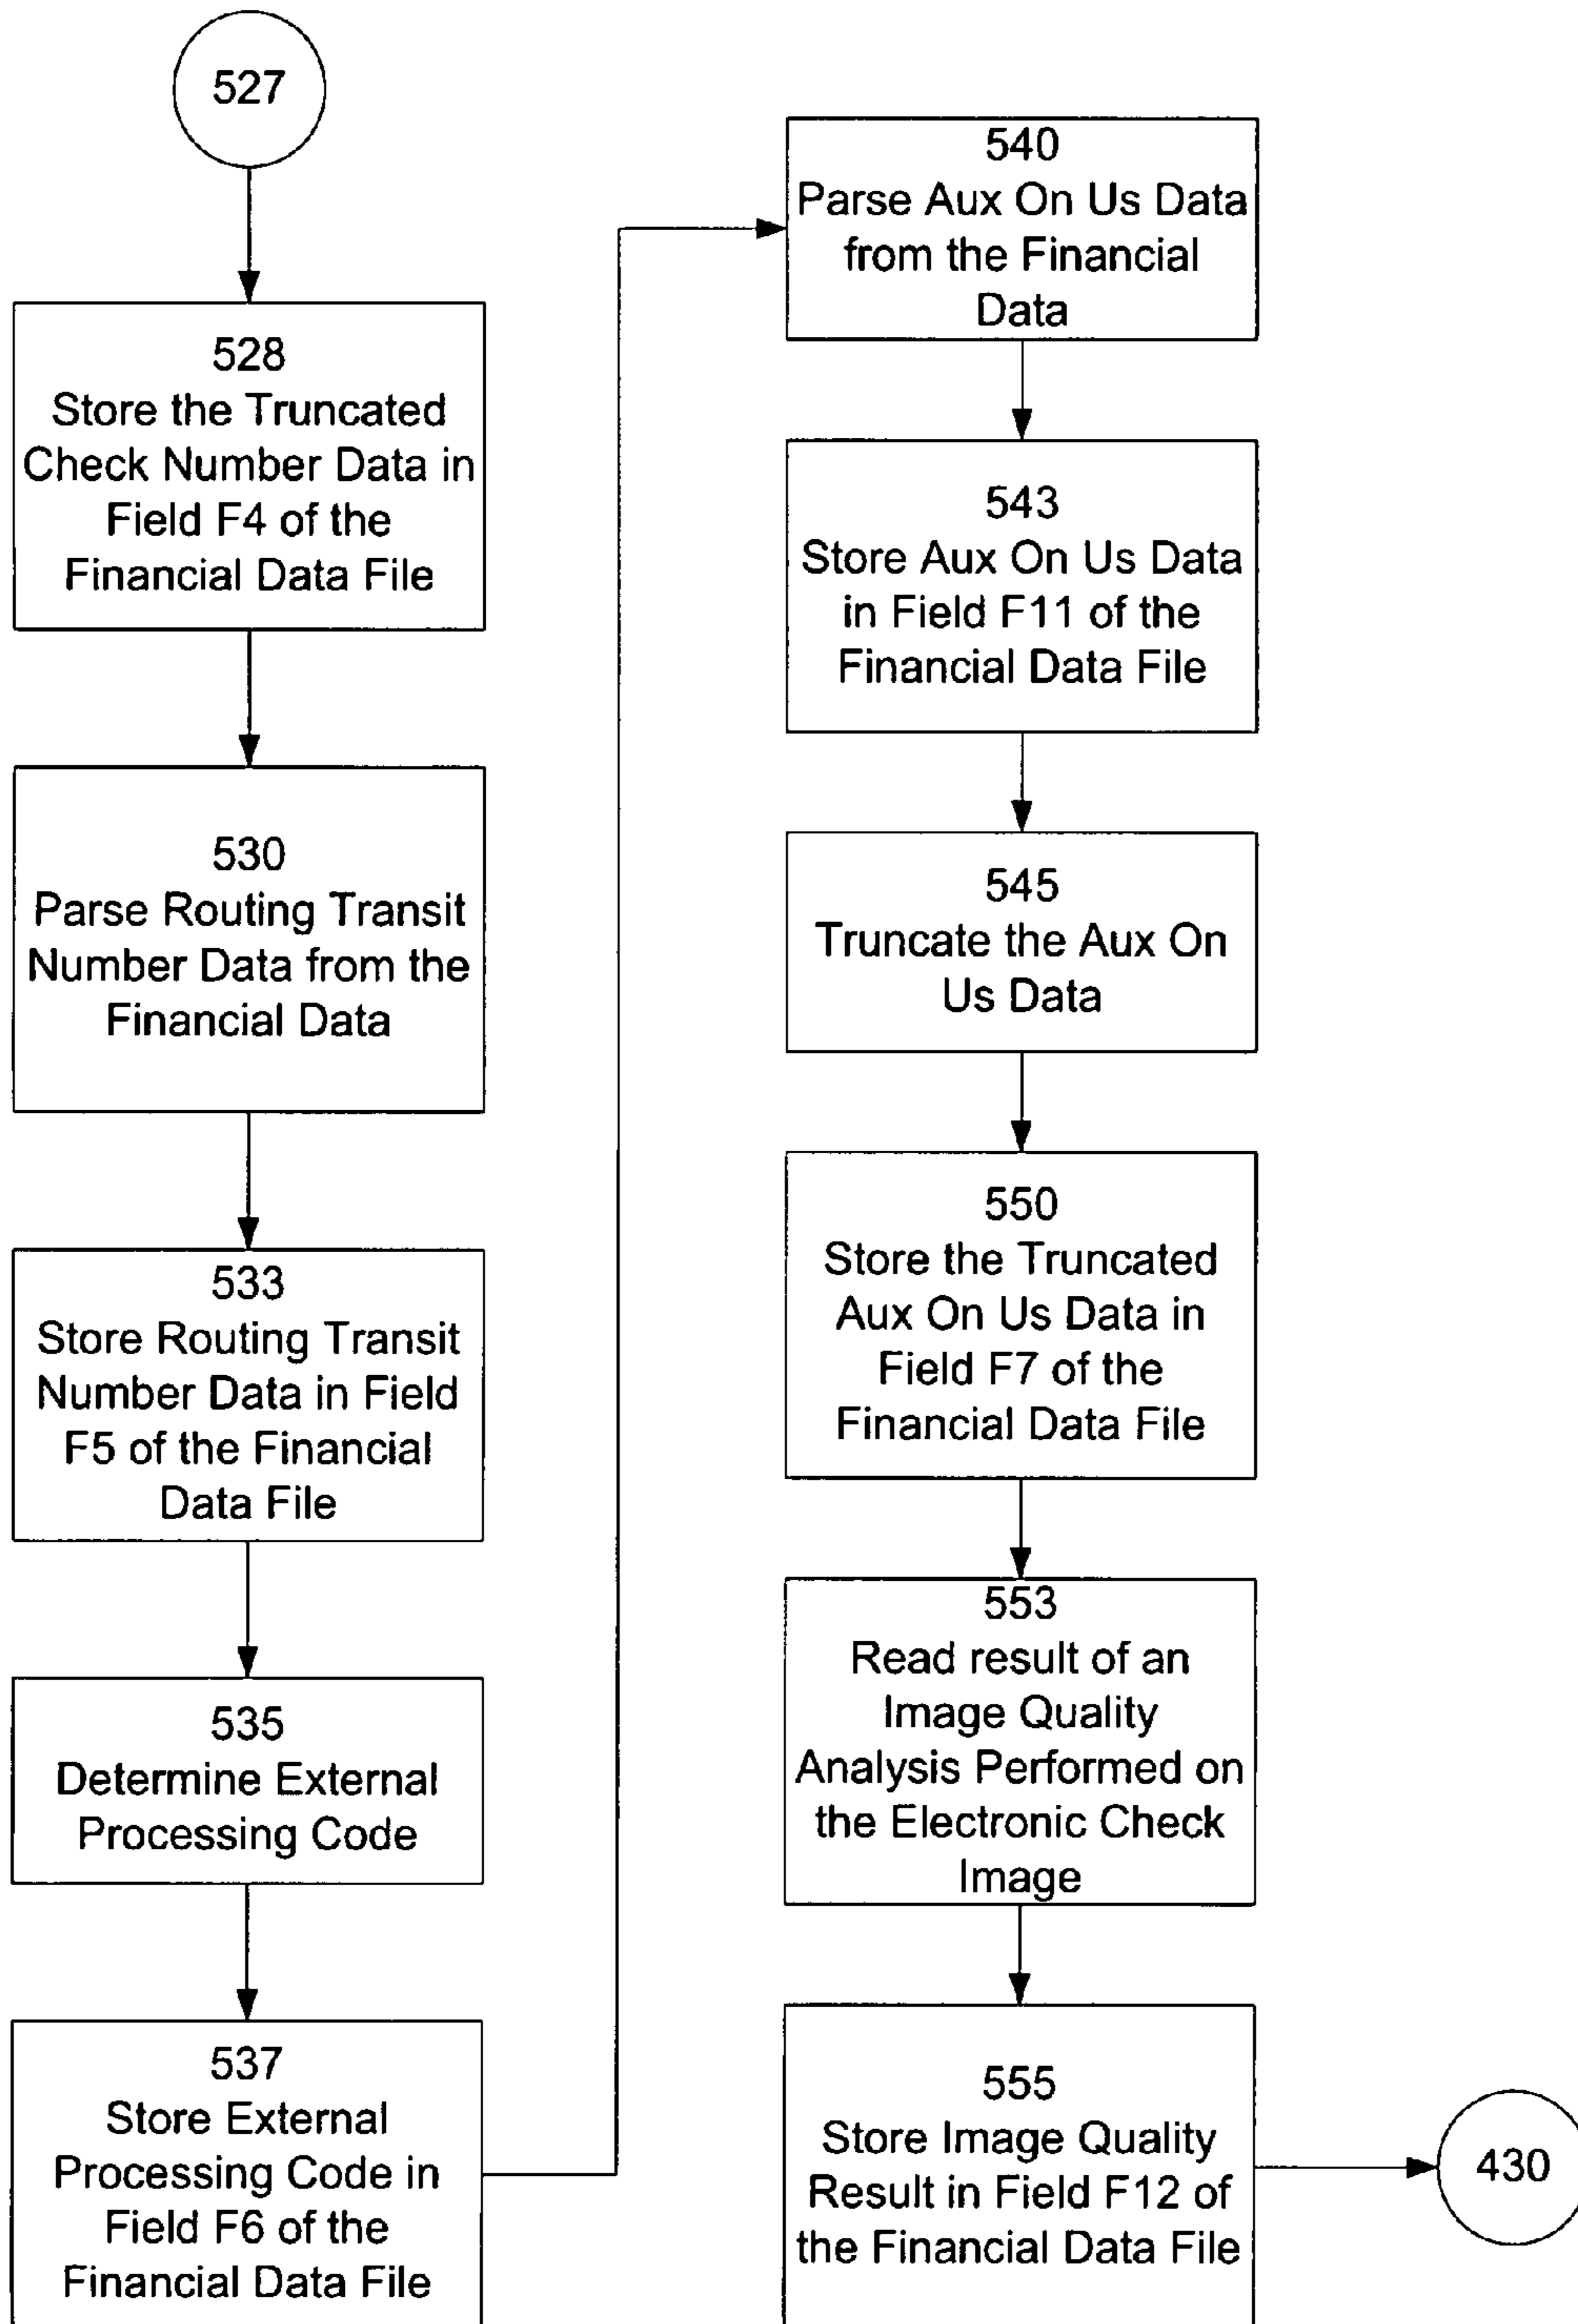 527
528
Store the Truncated
Check Number Data in
Field F4 of the
Financial Data File
530
Parse Routing Transit
Number Data from the
Financial Data
533
Store Routing Transit
Number Data in Field
F5 of the Financial
Data File
535
Determine External
Processing Code
537
Store External
Processing Code in
Field F6 of the
Financial Data File
540
Parse Aux On Us Data
from the Financial
Data
543
Store Aux On Us Data
in Field F11 of the
Financial Data File
545
Truncate the Aux On
Us Data
550
Store the Truncated
Aux On Us Data in
Field F7 of the
Financial Data File
553
Read result of an
Image Quality
Analysis Performed on
the Electronic Check
Image
555
Store Image Quality
Result in Field F12 of
the Financial Data File
430